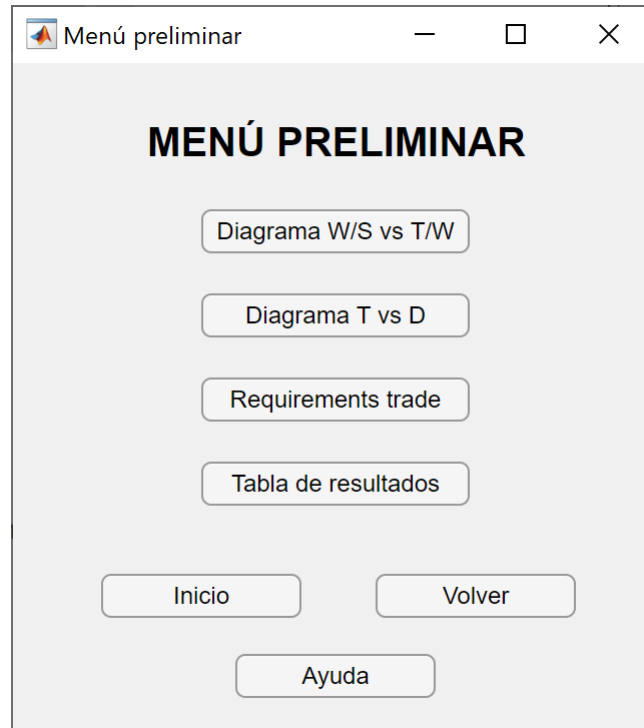 Menú preliminar
MENÚ PRELIMINAR
Diagrama W/S vs T/W
Diagrama T vs D
Requirements trade
Tabla de resultados
Inicio
Volver
Ayuda